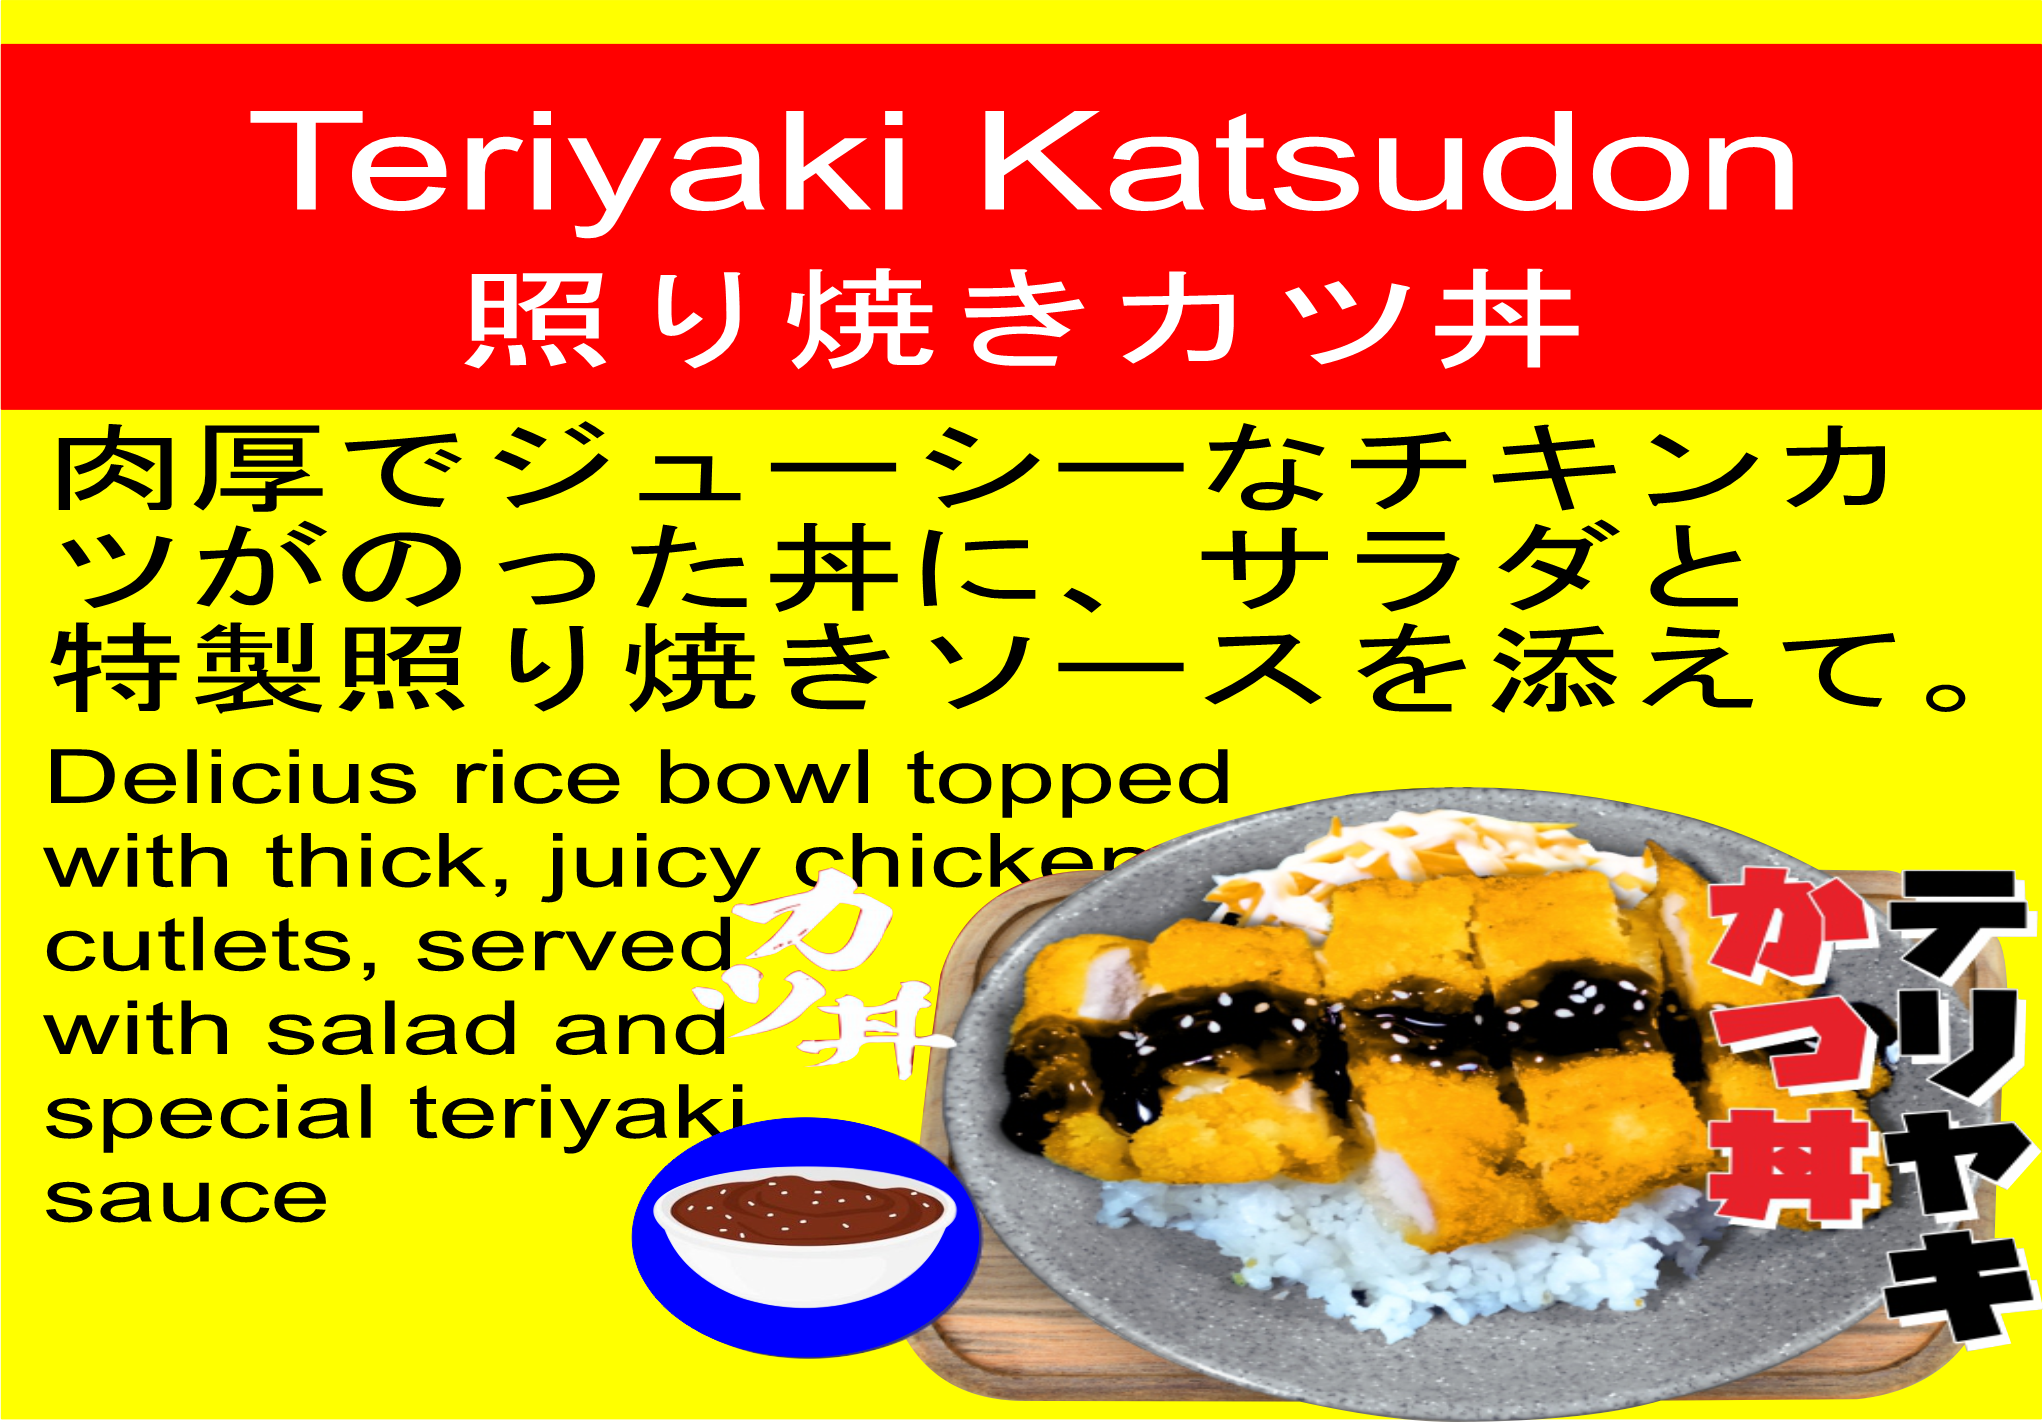 Teriyaki Katsudon
照り焼きカツ丼
肉厚でジューシーなチキンカ
ツがのった丼に、サラダと
特製照り焼きソースを添えて。
Delicius rice bowl topped
with thick, juicy chicken
cutlets, served
with salad and
special teriyaki
sauce
カツ丼
テリヤキ
かつ丼